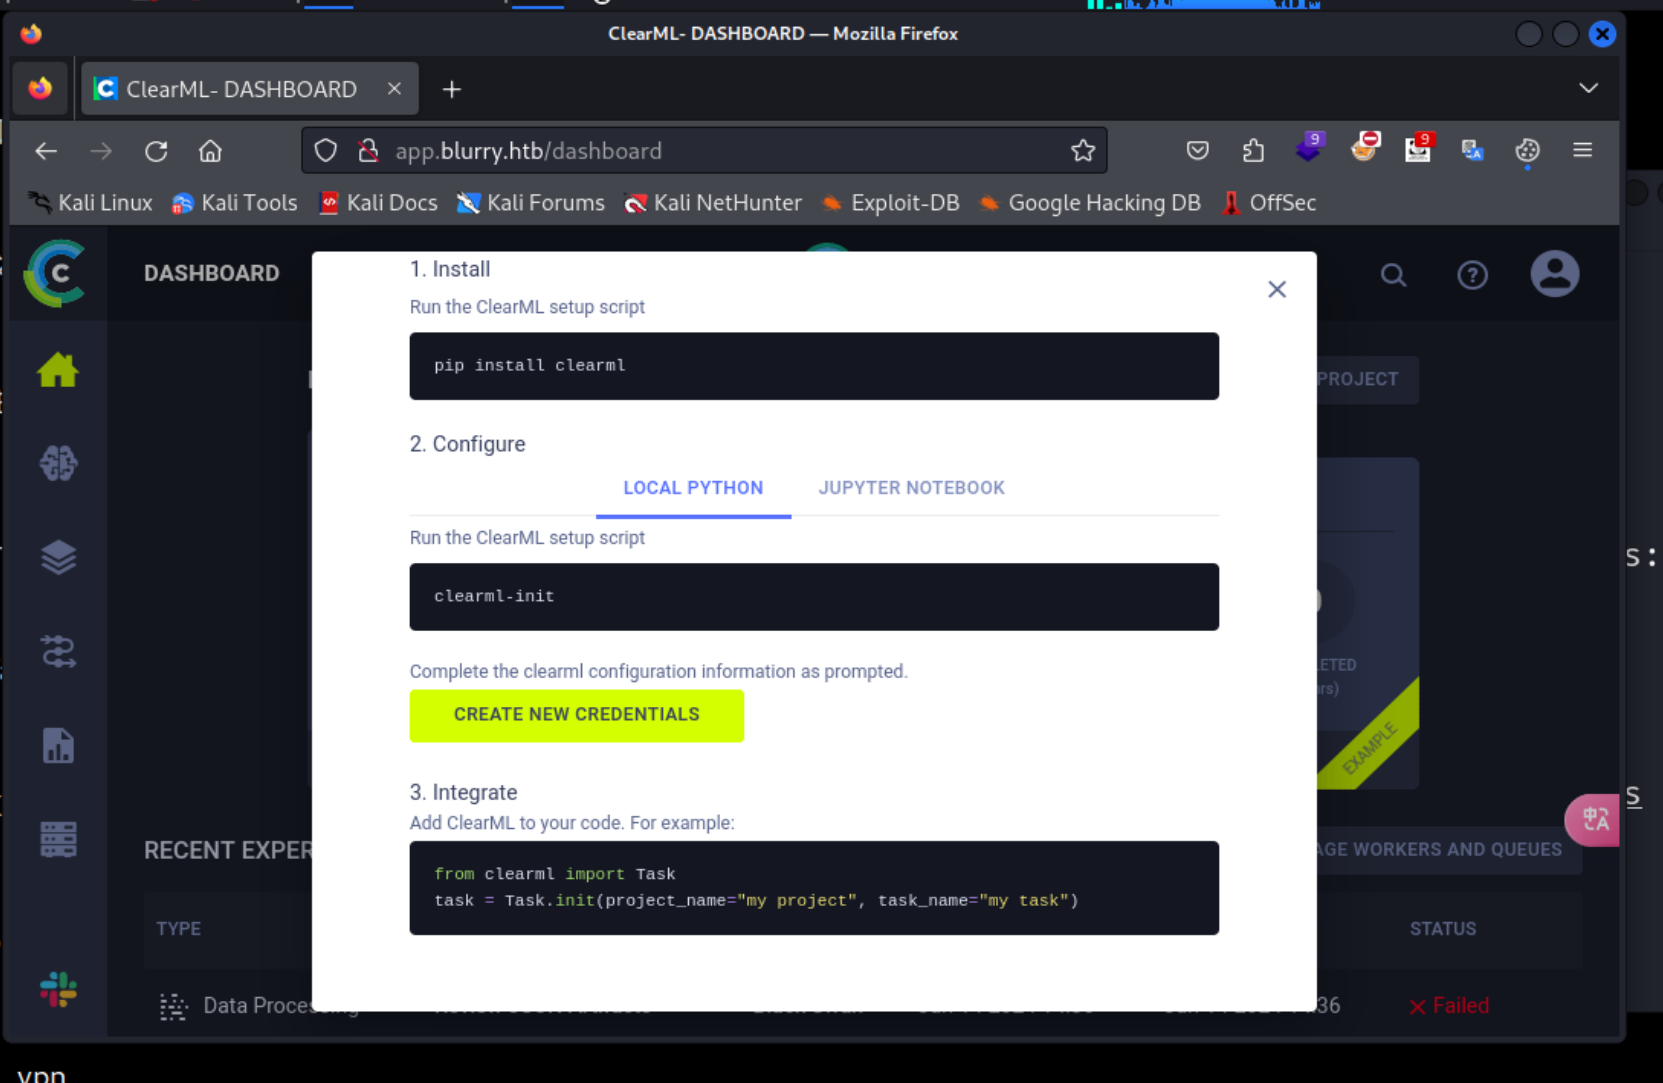 ClearML- DASHBOARD — Mozilla Firefox
ClearML- DASHBOARD
app.blurry.htb/dashboard
9
9
Kali Linux Kali Tools Kali Docs Kali Forums Kali NetHunter Exploit-DB Google Hacking DB OffSec
DASHBOARD
1. Install
Run the ClearML setup script
pip install clearml
PROJECT
2. Configure
LOCAL PYTHON JUPYTER NOTEBOOK
Run the ClearML setup script
s:
clearml-init
Complete the clearml configuration information as prompted.
CREATE NEW CREDENTIALS
EXAMPLE
3. Integrate
Add ClearML to your code. For example:
from clearml import Task
task = Task.init(project_name="my project", task_name="my task")
RECENT EXPER
AGE WORKERS AND QUEUES
TYPE
STATUS
Data Processing
36
Failed
vpn